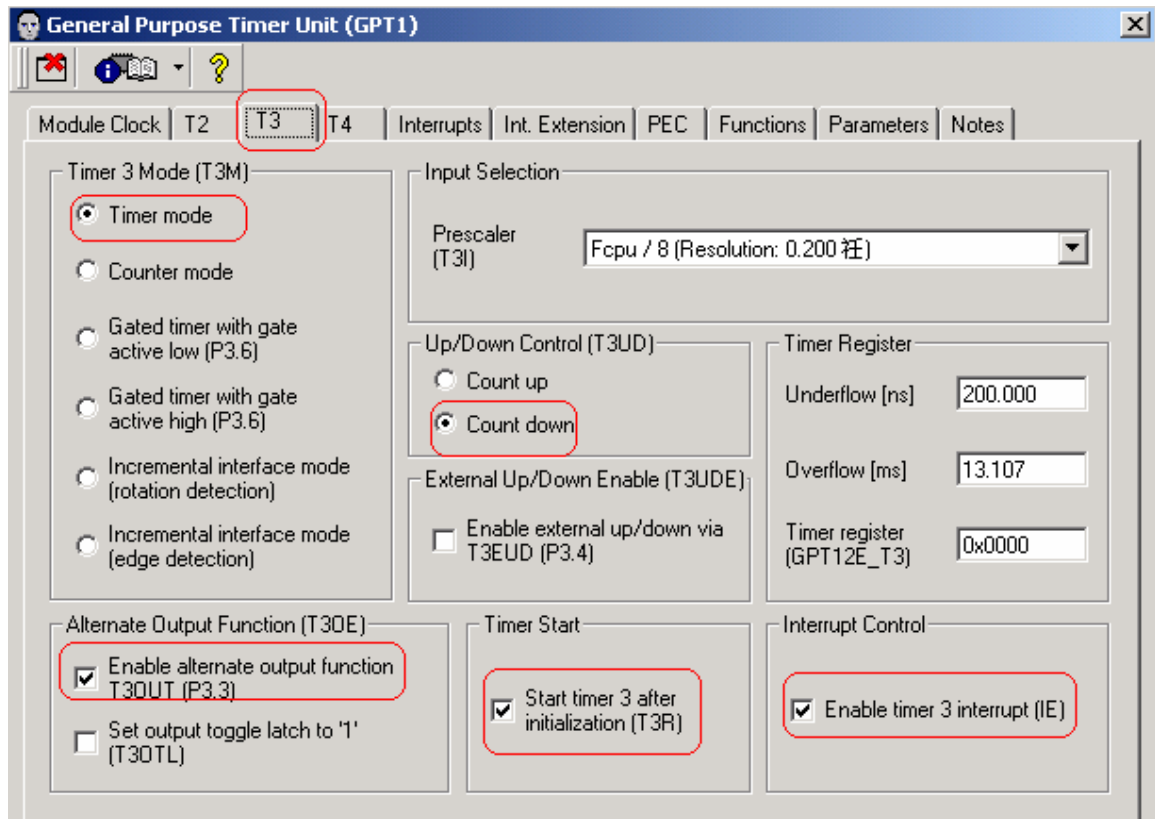 General Purpose Timer Unit (GPT1)
Module Clock T2 T3 T4 Interrupts Int. Extension PEC Functions Parameters Notes
Timer 3 Mode (T3M)
Timer mode
Counter mode
Gated timer with gate
active low (P3.6)
Gated timer with gate
active high (P3.6)
Incremental interface mode
(rotation detection)
Incremental interface mode
(edge detection)
Input Selection
Prescaler
(T3I)
Fcpu / 8 (Resolution: 0.200 祍)
Up/Down Control (T3UD)
Count up
Count down
External Up/Down Enable (T3UDE)
Enable external up/down via
T3EUD (P3.4)
Timer Register
Underflow [ns] 200.000
Overflow [ms] 13.107
Timer register
(GPT12E_T3)
0x0000
Alternate Output Function (T3OE)
Enable alternate output function
T3OUT (P3.3)
Set output toggle latch to '1'
(T3OTL)
Timer Start
Start timer 3 after
initialization (T3R)
Interrupt Control
Enable timer 3 interrupt (IE)